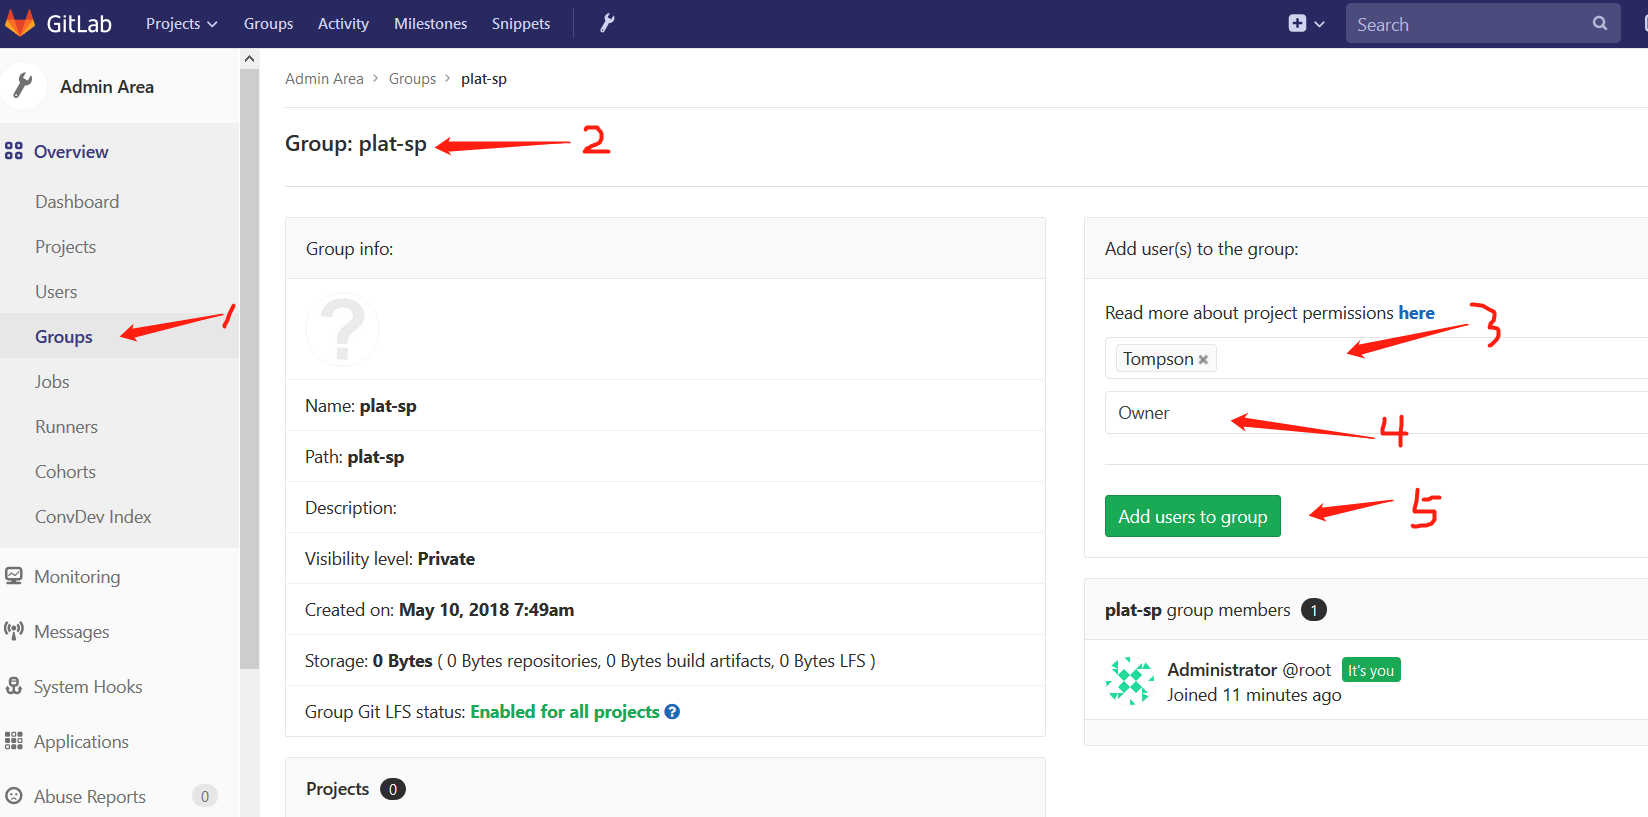 GitLab Projects Groups Activity Milestones Snippets Search
Admin Area
Overview
Dashboard
Projects
Users
Groups
Jobs
Runners
Cohorts
ConvDev Index
Monitoring
Messages
System Hooks
Applications
Abuse Reports 0
1
Admin Area > Groups > plat-sp
Group: plat-sp 2
Group info:
?
Name: plat-sp
Path: plat-sp
Description:
Visibility level: Private
Created on: May 10, 2018 7:49am
Storage: 0 Bytes ( 0 Bytes repositories, 0 Bytes build artifacts, 0 Bytes LFS )
Group Git LFS status: Enabled for all projects ?
Projects 0
Add user(s) to the group:
Read more about project permissions here
3
Tompson ×
Owner 4
Add users to group 5
plat-sp group members 1
Administrator @root It's you
Joined 11 minutes ago